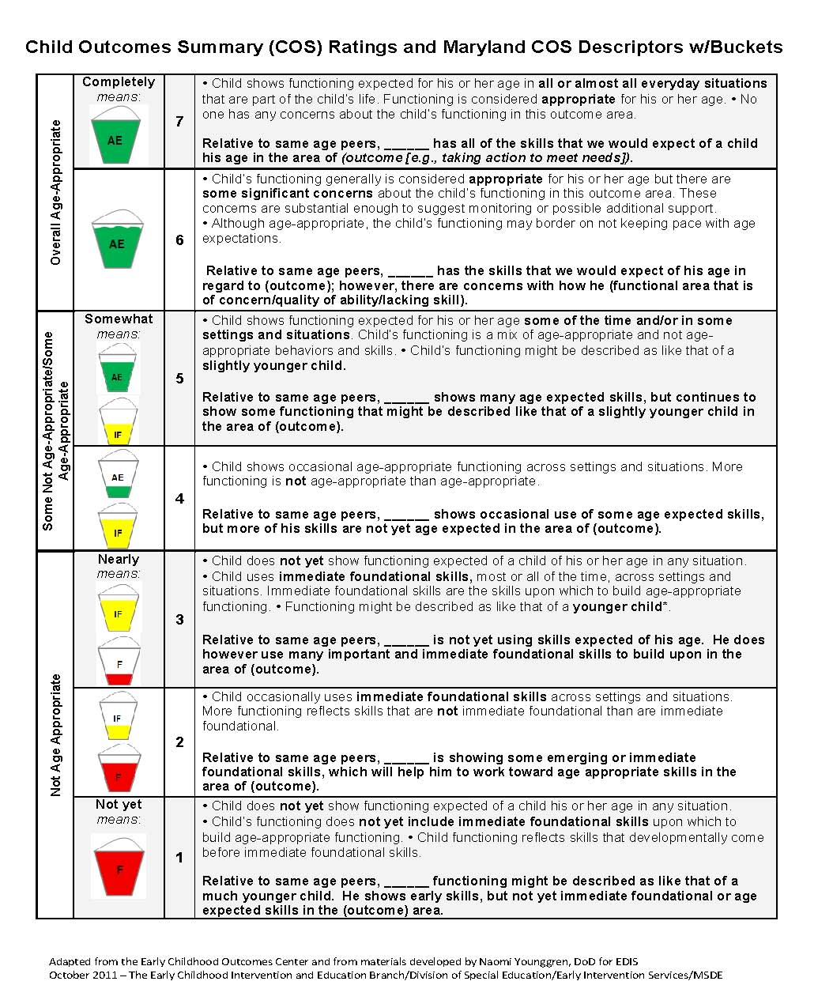 Child Outcomes Summary (COS) Ratings and Maryland COS Descriptors w/Buckets
Overall Age-Appropriate
Completely
means:
AE
7
• Child shows functioning expected for his or her age in all or almost all everyday situations
that are part of the child's life. Functioning is considered appropriate for his or her age. • No
one has any concerns about the child's functioning in this outcome area.
Relative to same age peers, ______ has all of the skills that we would expect of a child
his age in the area of (outcome [e.g., taking action to meet needs]).
AE
6
• Child's functioning generally is considered appropriate for his or her age but there are
some significant concerns about the child's functioning in this outcome area. These
concerns are substantial enough to suggest monitoring or possible additional support.
• Although age-appropriate, the child's functioning may border on not keeping pace with age
expectations.
Relative to same age peers, ______ has the skills that we would expect of his age in
regard to (outcome); however, there are concerns with how he (functional area that is
of concern/quality of ability/lacking skill).
Some Not Age-Appropriate/Some
Age-Appropriate
Somewhat
means:
AE
IF
5
• Child shows functioning expected for his or her age some of the time and/or in some
settings and situations. Child's functioning is a mix of age-appropriate and not age-
appropriate behaviors and skills. • Child's functioning might be described as like that of a
slightly younger child.
Relative to same age peers, ______ shows many age expected skills, but continues to
show some functioning that might be described like that of a slightly younger child in
the area of (outcome).
AE
IF
4
• Child shows occasional age-appropriate functioning across settings and situations. More
functioning is not age-appropriate than age-appropriate.
Relative to same age peers, ______ shows occasional use of some age expected skills,
but more of his skills are not yet age expected in the area of (outcome).
Not Age Appropriate
Nearly
means:
IF
F
3
• Child does not yet show functioning expected of a child of his or her age in any situation.
• Child uses immediate foundational skills, most or all of the time, across settings and
situations. Immediate foundational skills are the skills upon which to build age-appropriate
functioning. • Functioning might be described as like that of a younger child*.
Relative to same age peers, ______ is not yet using skills expected of his age. He does
however use many important and immediate foundational skills to build upon in the
area of (outcome).
IF
F
2
• Child occasionally uses immediate foundational skills across settings and situations.
More functioning reflects skills that are not immediate foundational than are immediate
foundational.
Relative to same age peers, ______ is showing some emerging or immediate
foundational skills, which will help him to work toward age appropriate skills in the
area of (outcome).
Not yet
means:
F
1
• Child does not yet show functioning expected of a child his or her age in any situation.
• Child's functioning does not yet include immediate foundational skills upon which to
build age-appropriate functioning. • Child functioning reflects skills that developmentally come
before immediate foundational skills.
Relative to same age peers, ______ functioning might be described as like that of a
much younger child. He shows early skills, but not yet immediate foundational or age
expected skills in the (outcome) area.
Adapted from the Early Childhood Outcomes Center and from materials developed by Naomi Younggren, DoD for EDIS
October 2011 – The Early Childhood Intervention and Education Branch/Division of Special Education/Early Intervention Services/MSDE